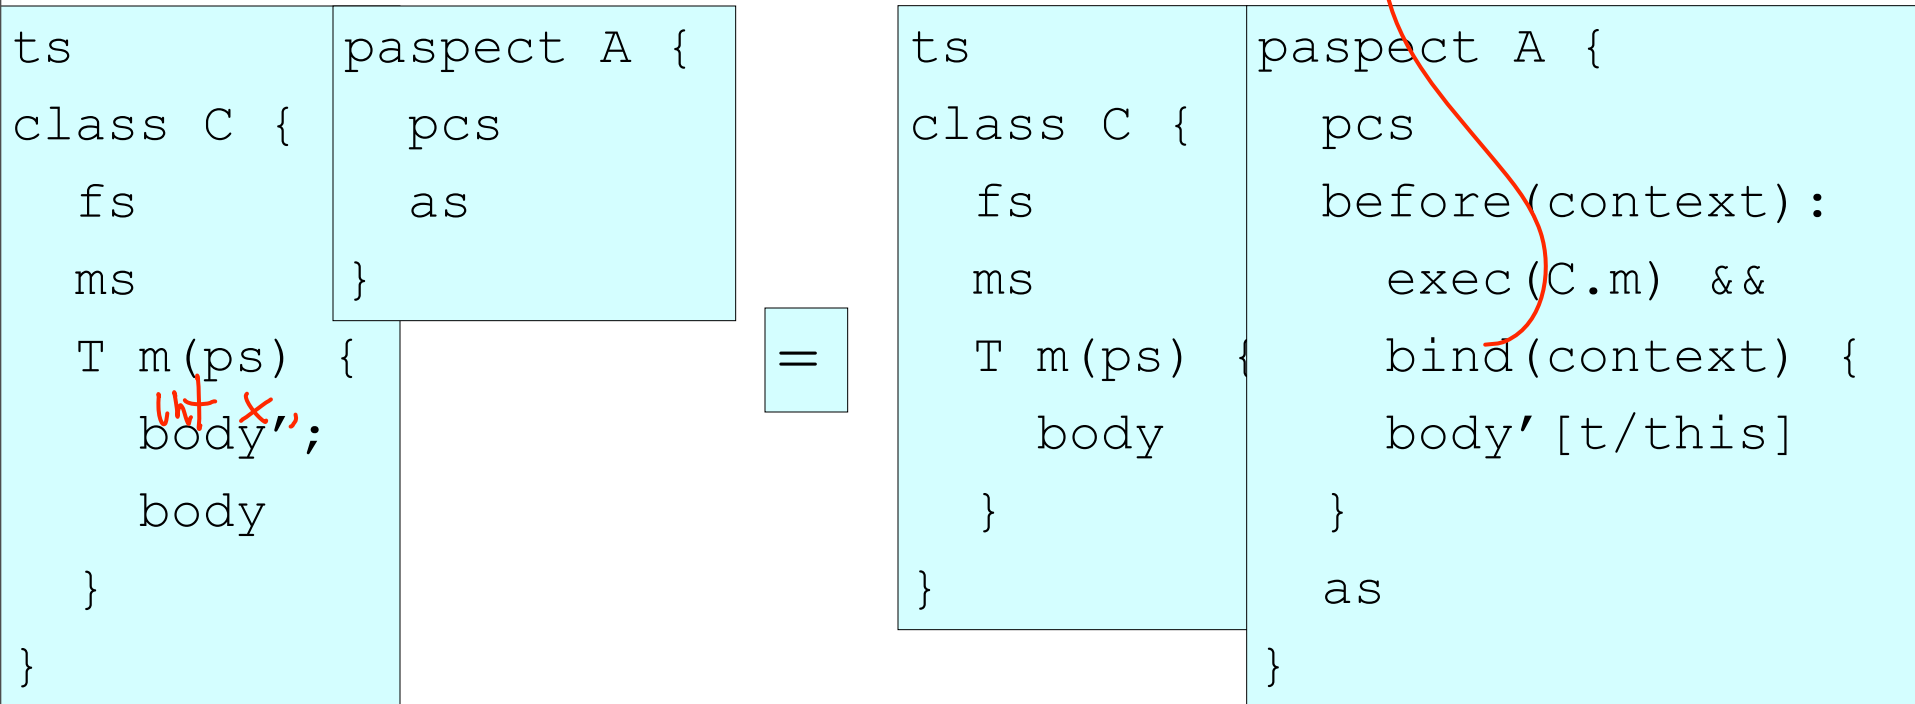 ts
class C {
fs
ms
T m(ps) {
int x,
body’;
body
}
}
paspect A {
pcs
as
}
=
ts
class C {
fs
ms
T m(ps) {
body
}
}
paspect A {
pcs
before(context):
exec(C.m) &&
bind(context) {
body’[t/this]
}
as
}